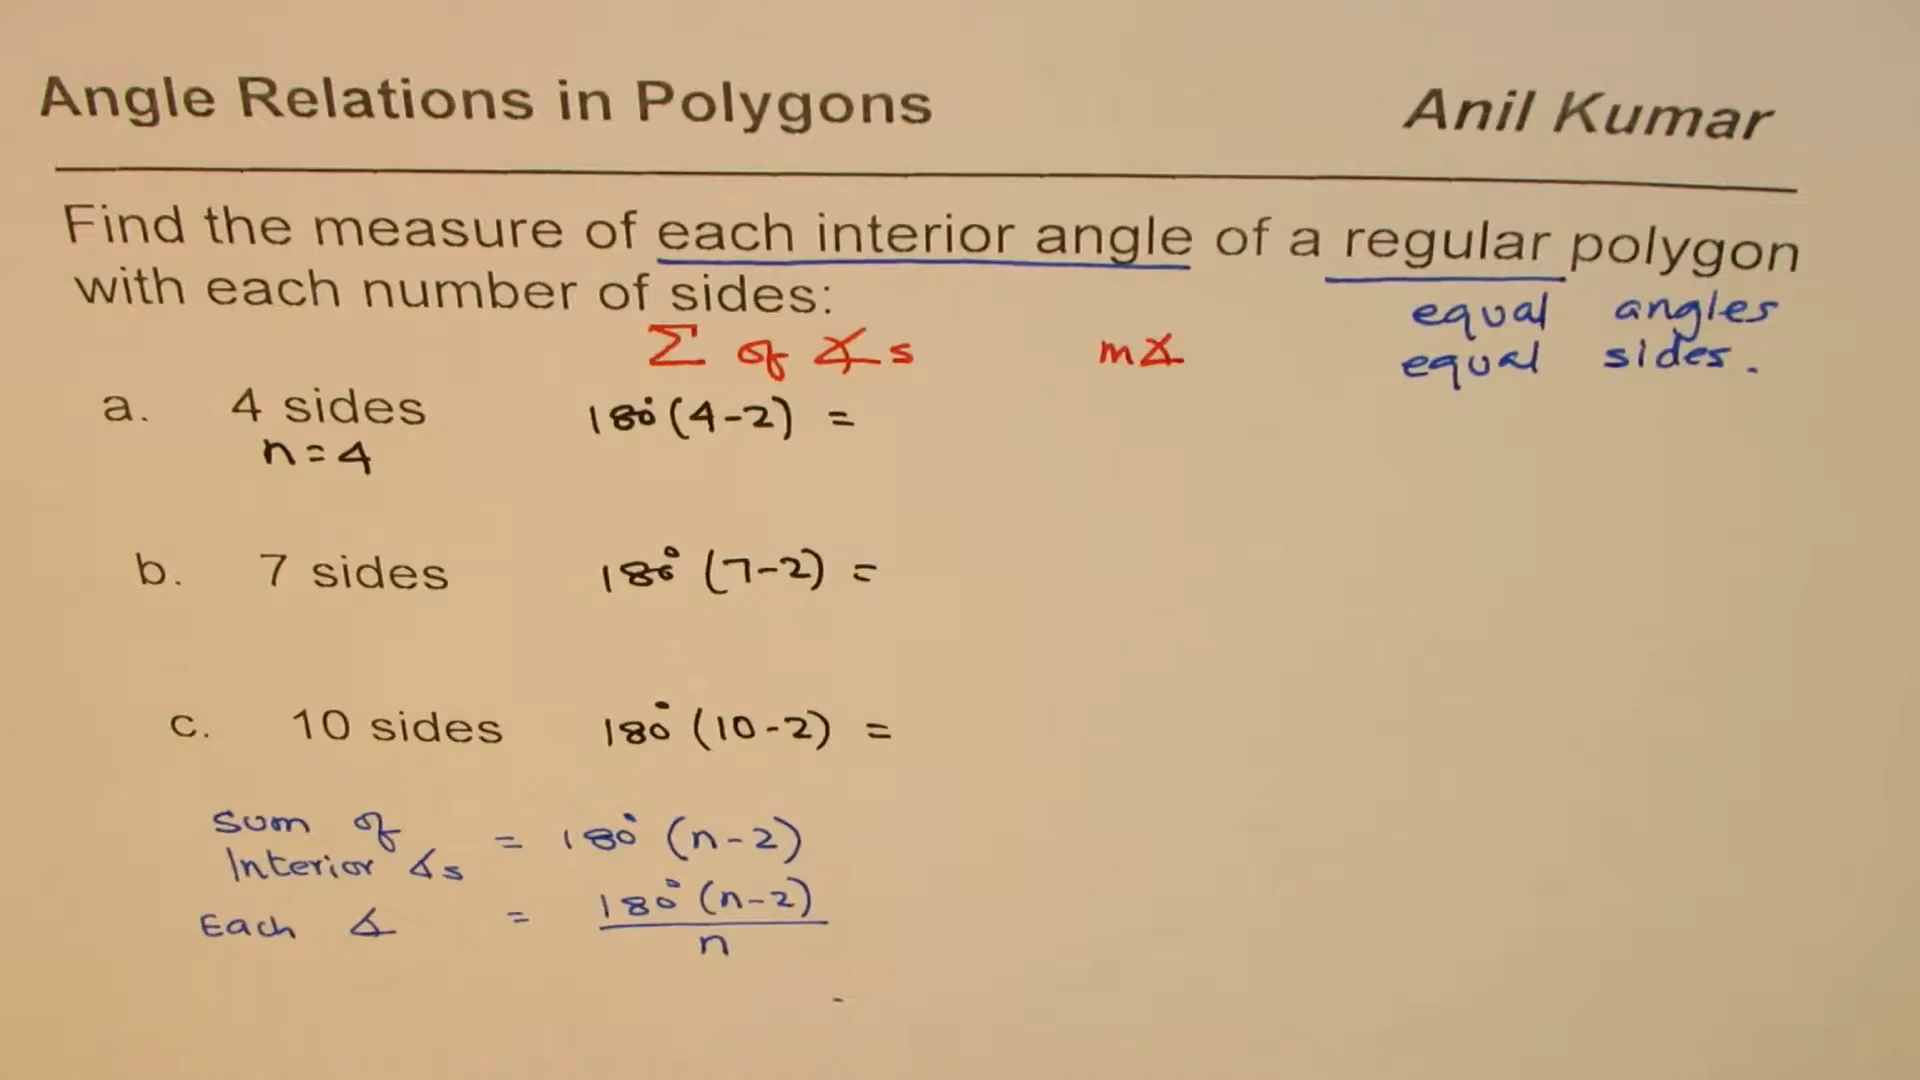 Angle Relations in Polygons Anil Kumar
Find the measure of each interior angle of a regular polygon
with each number of sides:
equal angles
Σ of ∡s m∡ equal sides.
a. 4 sides 180°(4-2) =
n=4
b. 7 sides 180° (7-2) =
c. 10 sides 180° (10-2) =
Sum of
Interior ∡s = 180° (n-2)
Each ∡ = 180° (n-2)
n